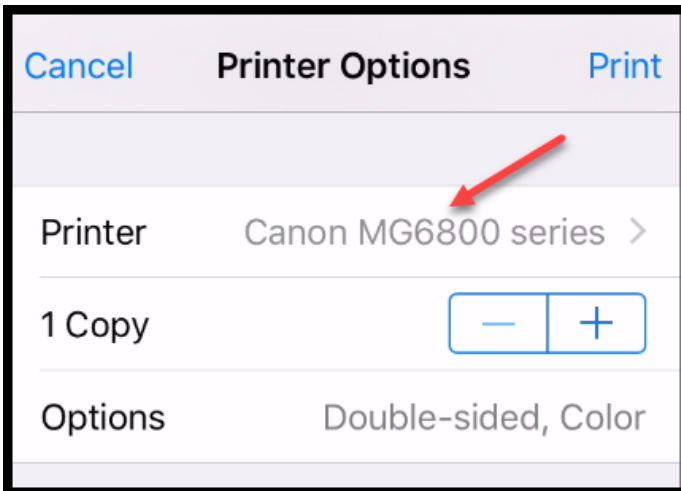 Cancel Printer Options Print
Printer Canon MG6800 series >
1 Copy − +
Options Double-sided, Color